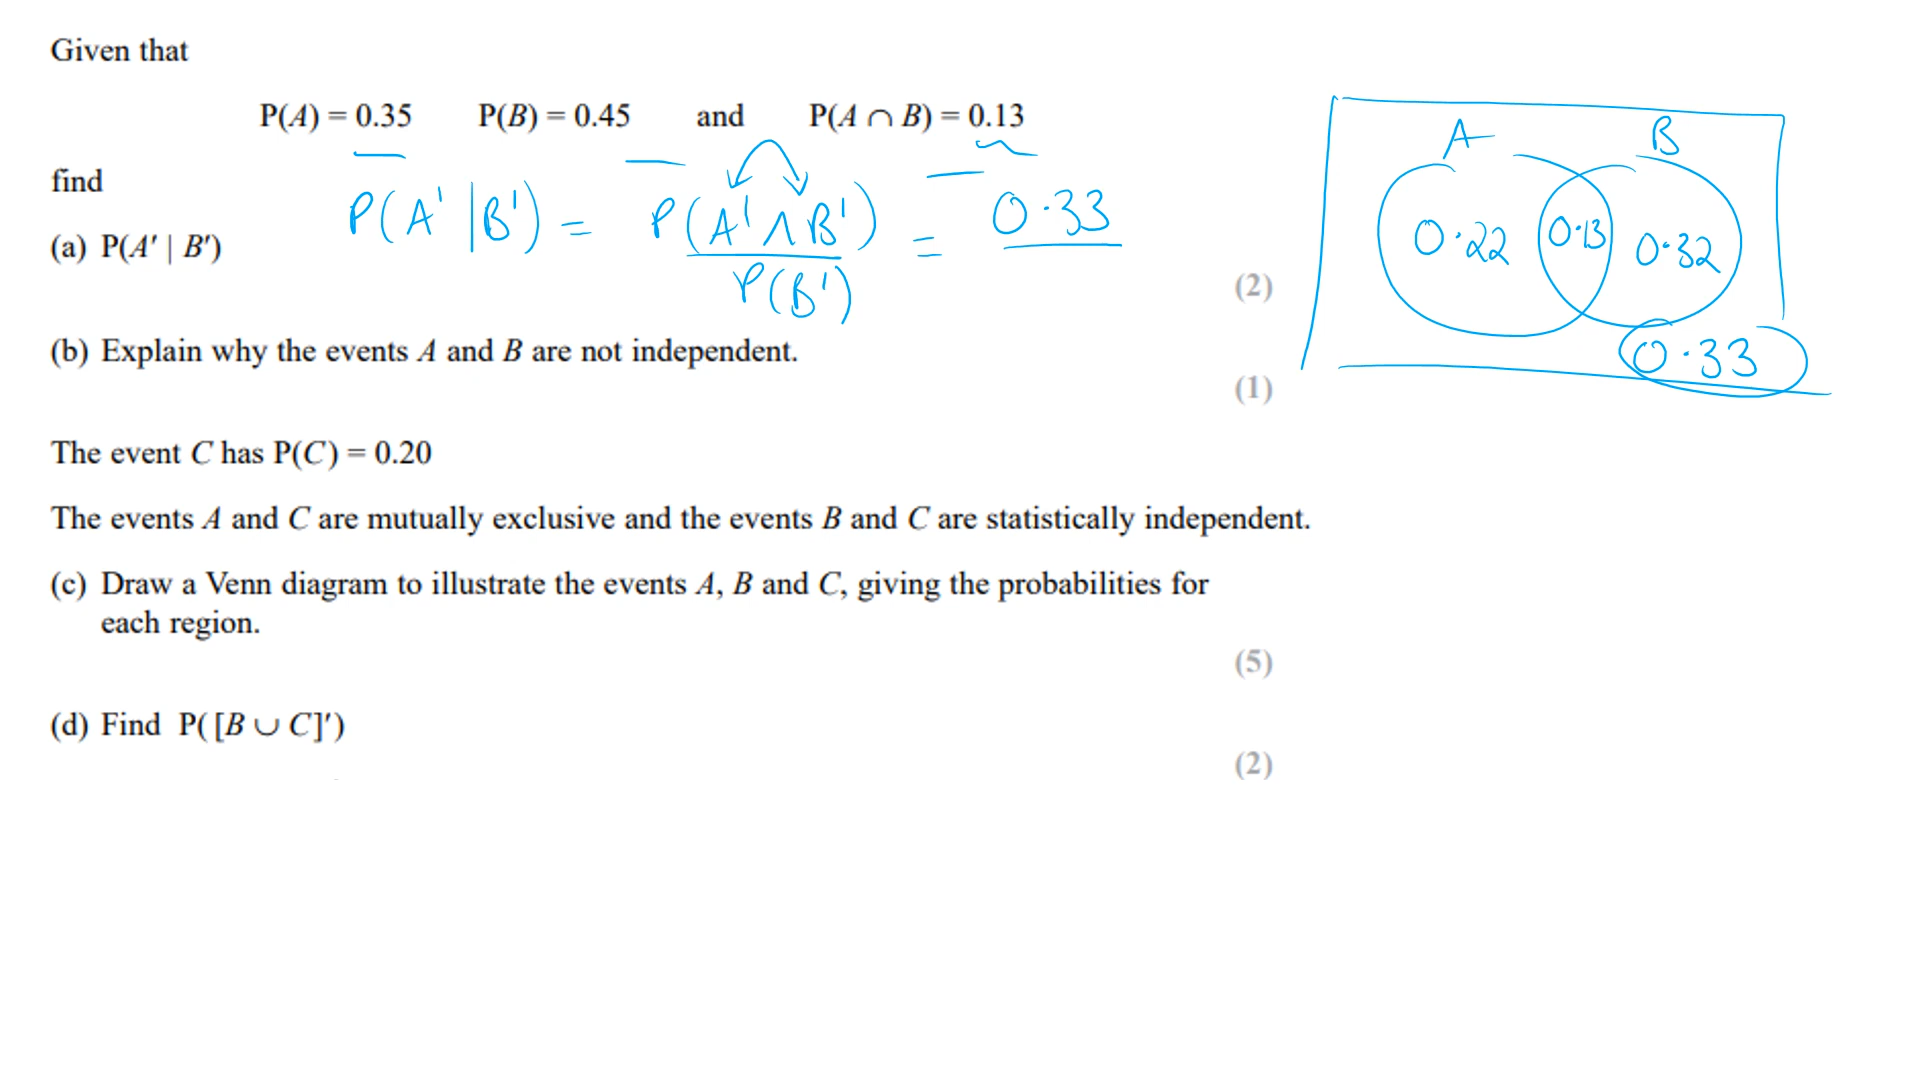 Given that
P(A) = 0.35 P(B) = 0.45 and P(A ∩ B) = 0.13
find
(a) P(A′ | B′)
P(A' | B') = P(A' ∩ B') / P(B') = 0.33
(2)
A B
0.22 0.13 0.32
0.33
(b) Explain why the events A and B are not independent.
(1)
The event C has P(C) = 0.20
The events A and C are mutually exclusive and the events B and C are statistically independent.
(c) Draw a Venn diagram to illustrate the events A, B and C, giving the probabilities for
each region.
(5)
(d) Find P([B ∪ C]′)
(2)